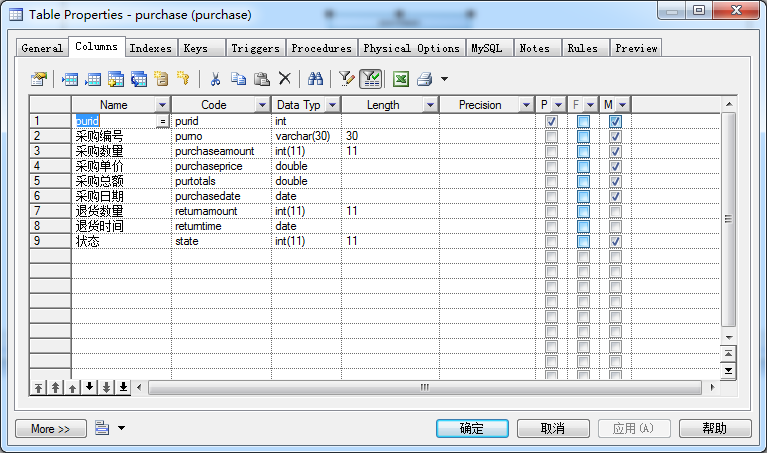 Table Properties - purchase (purchase)
General Columns Indexes Keys Triggers Procedures Physical Options MySQL Notes Rules Preview
Name Code Data Typ Length Precision P F M
1 purid = purid int
2 采购编号 purno varchar(30) 30
3 采购数量 purchaseamount int(11) 11
4 采购单价 purchaseprice double
5 采购总额 purtotals double
6 采购日期 purchasedate date
7 退货数量 returnamount int(11) 11
8 退货时间 returntime date
9 状态 state int(11) 11
More >> 确定 取消 应用(A) 帮助